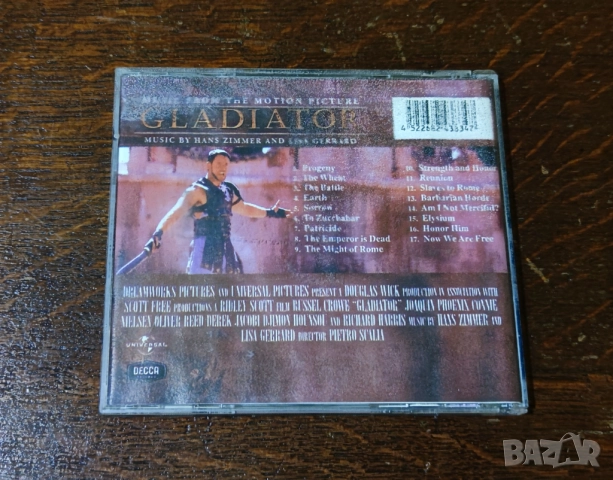 MUSIC FROM THE MOTION PICTURE
GLADIATOR
MUSIC BY HANS ZIMMER AND LISA GERRARD
4 522682 433347
1. Progeny
2. The Wheat
3. The Battle
4. Earth
5. Sorrow
6. To Zucchabar
7. Patricide
8. The Emperor is Dead
9. The Might of Rome
10. Strength and Honor
11. Reunion
12. Slaves to Rome
13. Barbarian Horde
14. Am I Not Merciful?
15. Elysium
16. Honor Him
17. Now We Are Free
DREAMWORKS PICTURES AND UNIVERSAL PICTURES PRESENT A DOUGLAS WICK PRODUCTION IN ASSOCIATION WITH
SCOTT FREE PRODUCTIONS A RIDLEY SCOTT FILM RUSSEL CROWE "GLADIATOR" JOAQUIN PHOENIX CONNIE
NIELSEN OLIVER REED DEREK JACOBI DJIMON HOUNSOU AND RICHARD HARRIS MUSIC BY HANS ZIMMER AND
LISA GERRARD DIRECTOR PIETRO SCALIA
UNIVERSAL
DECCA
BAZAR